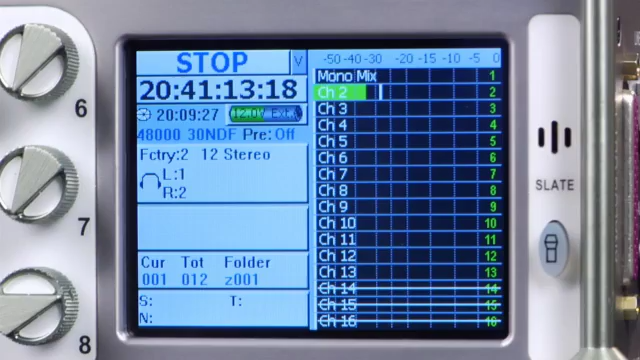 STOP V
20:41:13:18
20:09:27 12.0V Ext.A
48000 30NDF Pre: Off
Fctry:2 12 Stereo
L:1
R:2
Cur Tot Folder
001 012 z001
S: T:
N:
-50 -40 -30 -20 -15 -10 -5 0
Mono Mix 1
Ch 2 2
Ch 3 3
Ch 4 4
Ch 5 5
Ch 6 6
Ch 7 7
Ch 8 8
Ch 9 9
Ch 10 10
Ch 11 11
Ch 12 12
Ch 13 13
Ch 14 14
Ch 15 15
Ch 16 16
6
7
8
SLATE